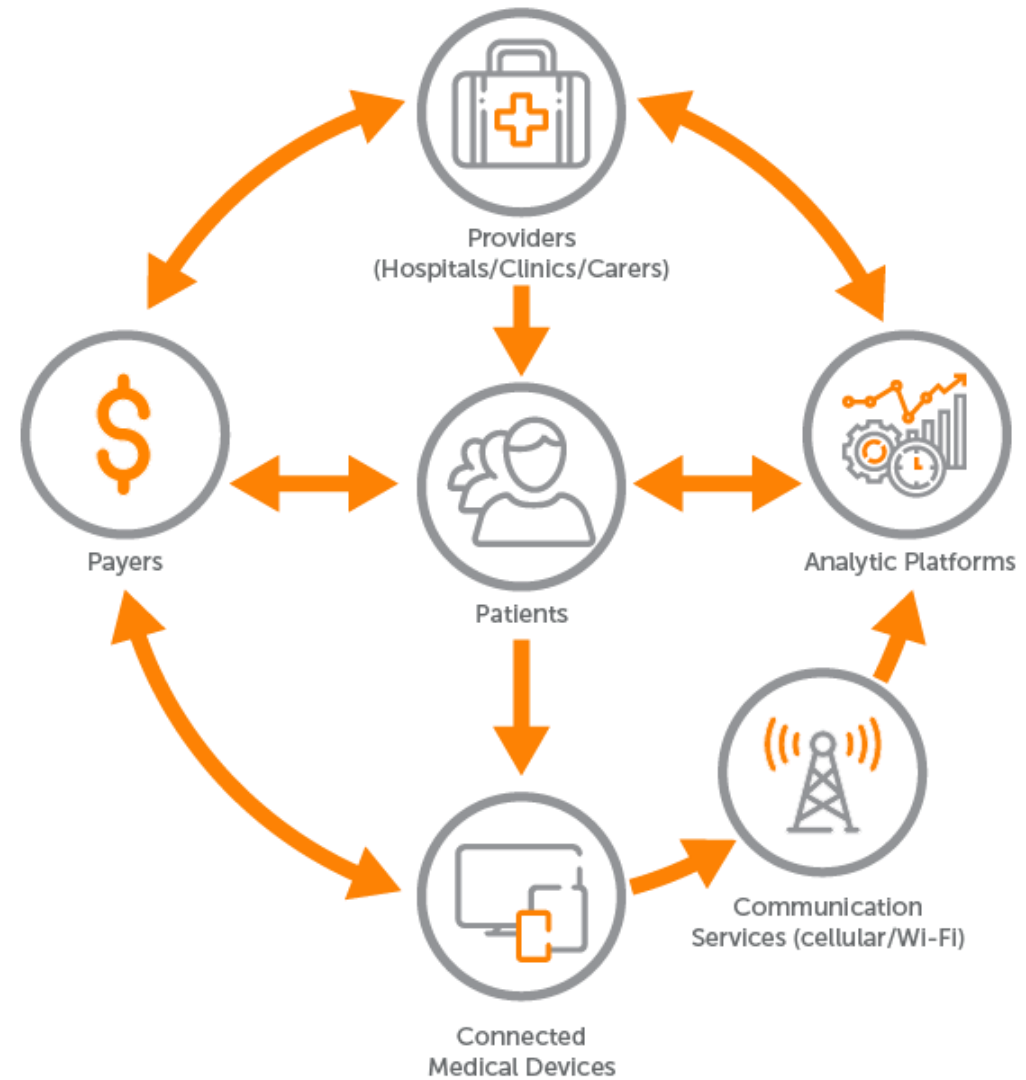 Providers
(Hospitals/Clinics/Carers)
Payers
Patients
Analytic Platforms
Communication
Services (cellular/Wi-Fi)
Connected
Medical Devices